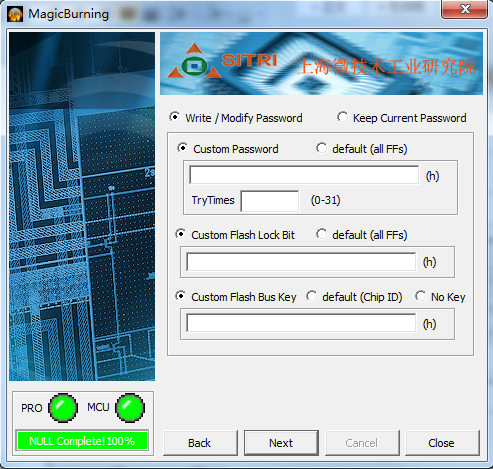 MagicBurning
SITRI 上海微技术工业研究院
Write / Modify Password Keep Current Password
Custom Password default (all FFs)
(h)
TryTimes (0-31)
Custom Flash Lock Bit default (all FFs)
(h)
Custom Flash Bus Key default (Chip ID) No Key
(h)
PRO MCU
NULL Complete! 100%
Back Next Cancel Close